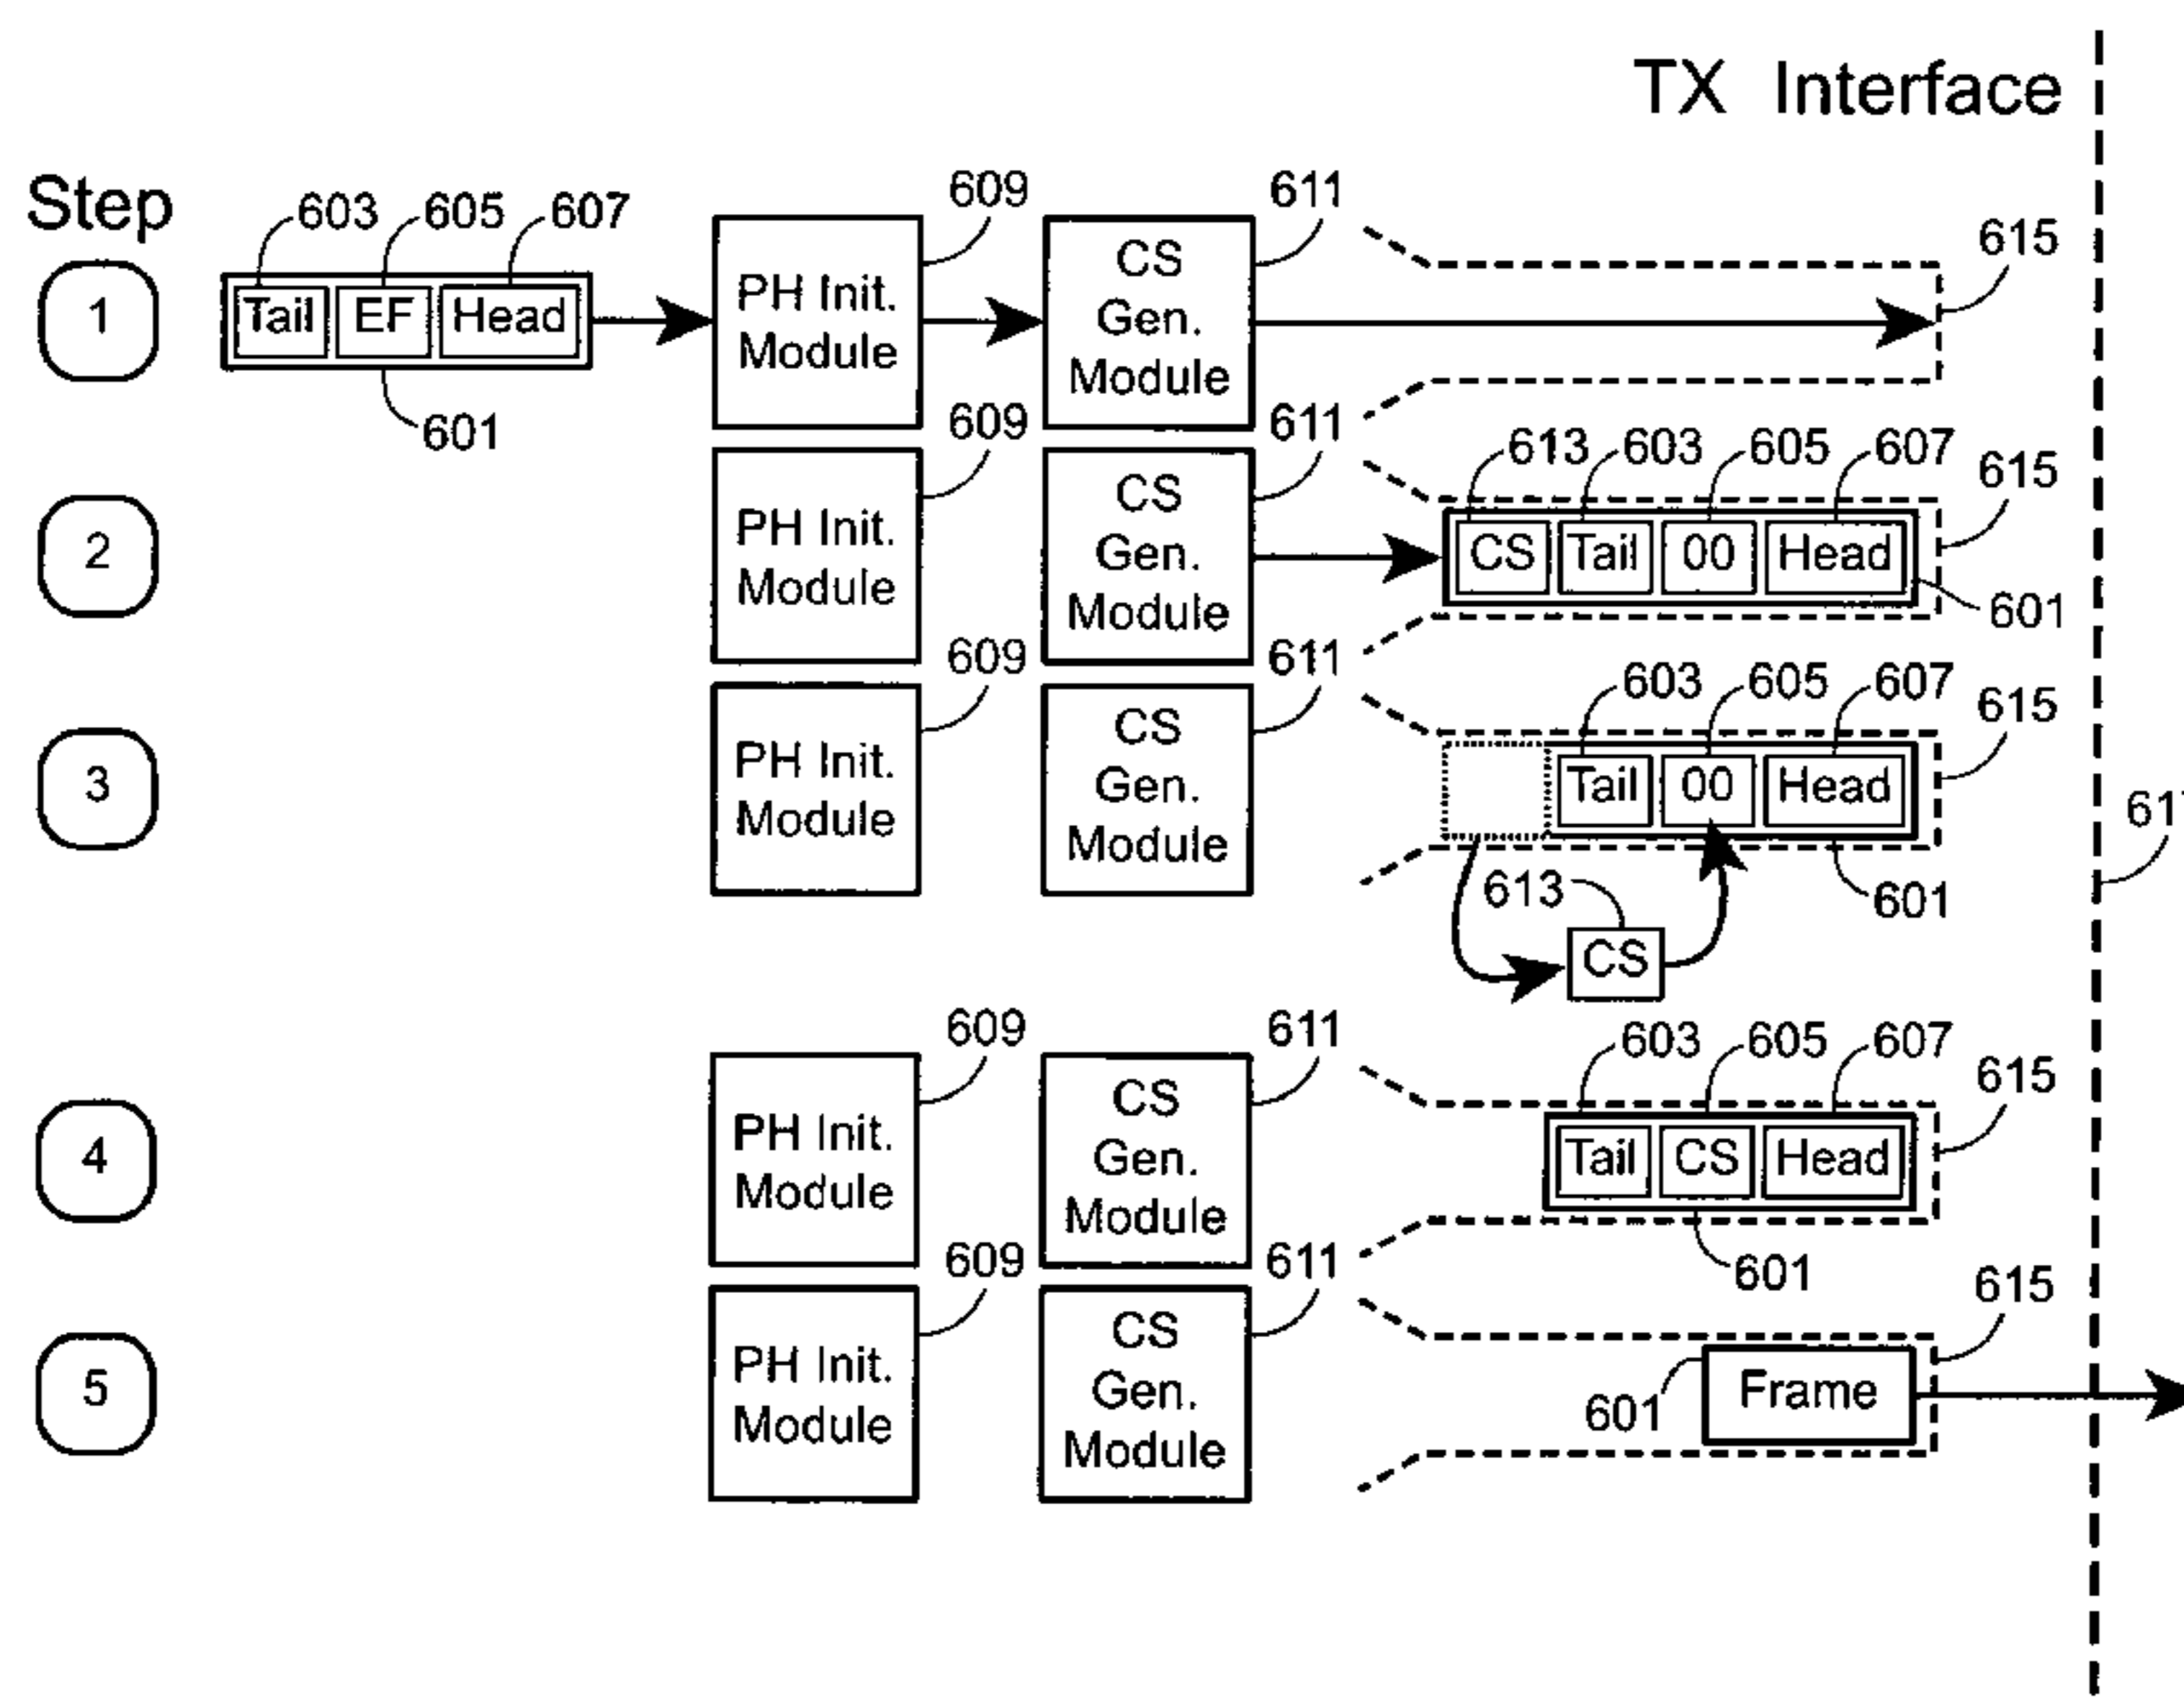 TX Interface
Step
603 605 607 609 611 615
1
Tail EF Head
PH Init.
Module
CS
Gen.
Module
601
609 611 613 603 605 607 615
2
PH Init.
Module
CS
Gen.
Module
CS Tail 00 Head
601
609 611 603 605 607 615
3
PH Init.
Module
CS
Gen.
Module
Tail 00 Head
613
601
CS
609 611 603 605 607 615
4
PH Init.
Module
CS
Gen.
Module
Tail CS Head
601
609 611 615
5
PH Init.
Module
CS
Gen.
Module
601
Frame